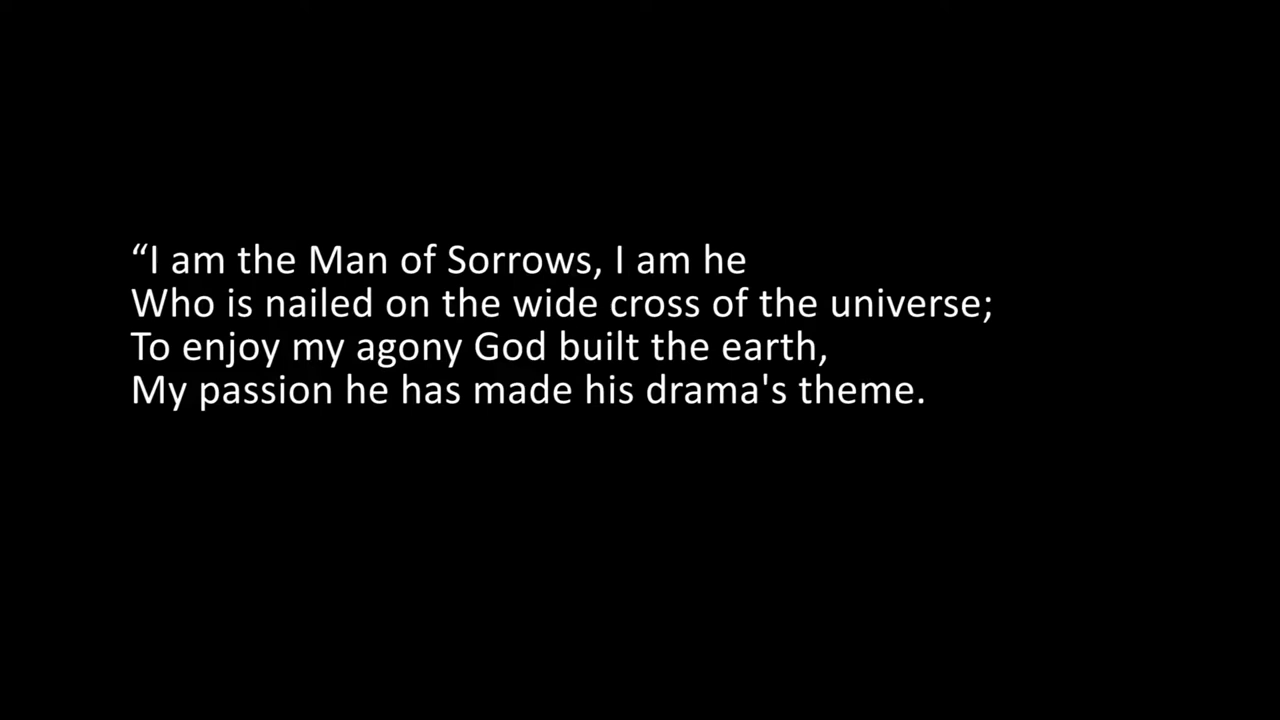 “I am the Man of Sorrows, I am he
Who is nailed on the wide cross of the universe;
To enjoy my agony God built the earth,
My passion he has made his drama's theme.